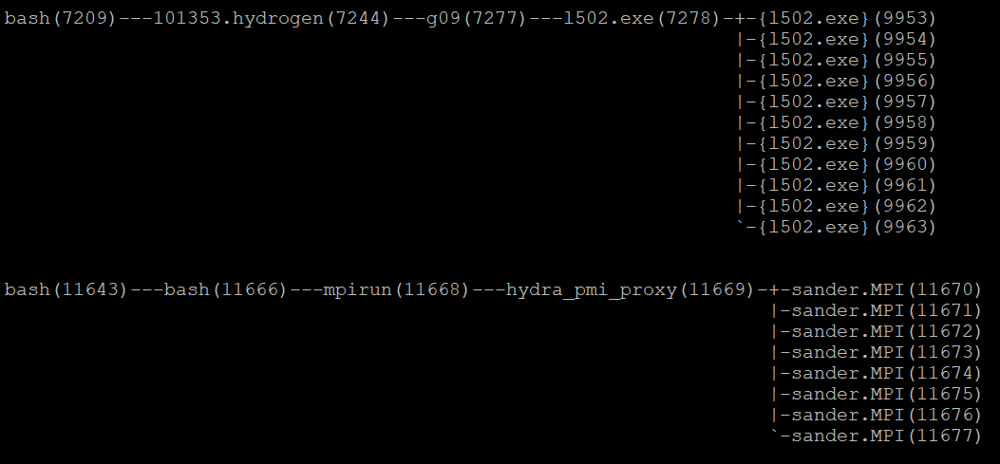 bash(7209)---101353.hydrogen(7244)---g09(7277)---l502.exe(7278)-+-{l502.exe}(9953)
|-{l502.exe}(9954)
|-{l502.exe}(9955)
|-{l502.exe}(9956)
|-{l502.exe}(9957)
|-{l502.exe}(9958)
|-{l502.exe}(9959)
|-{l502.exe}(9960)
|-{l502.exe}(9961)
|-{l502.exe}(9962)
`-{l502.exe}(9963)
bash(11643)---bash(11666)---mpirun(11668)---hydra_pmi_proxy(11669)-+-sander.MPI(11670)
|-sander.MPI(11671)
|-sander.MPI(11672)
|-sander.MPI(11673)
|-sander.MPI(11674)
|-sander.MPI(11675)
|-sander.MPI(11676)
`-sander.MPI(11677)